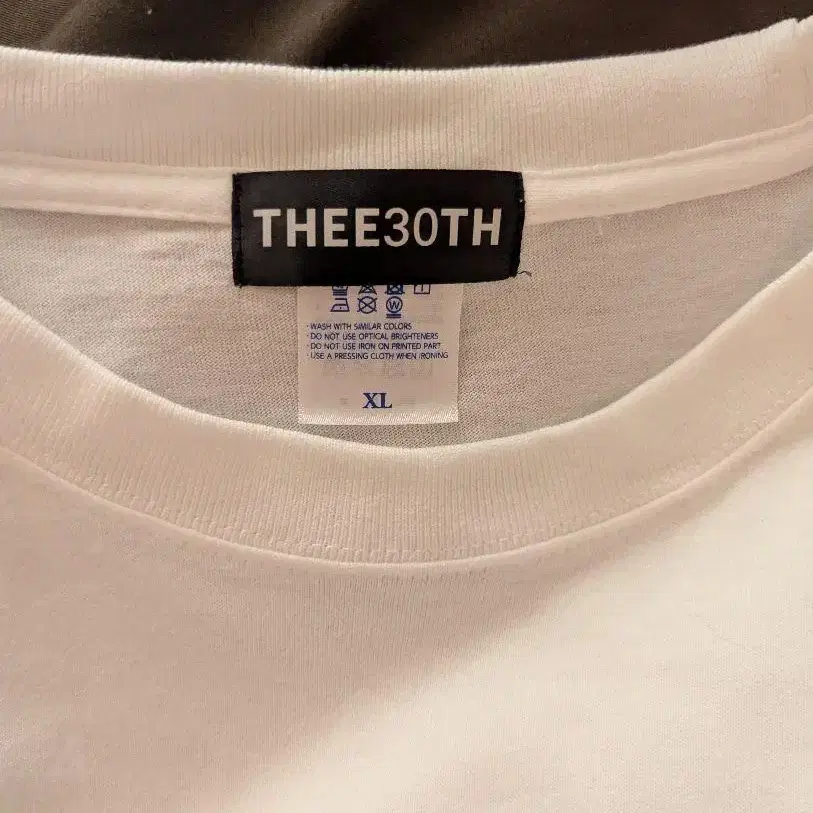 THEE30TH
· WASH WITH SIMILAR COLORS
· DO NOT USE OPTICAL BRIGHTENERS
· DO NOT USE IRON ON PRINTED PART
· USE A PRESSING CLOTH WHEN IRONING
XL